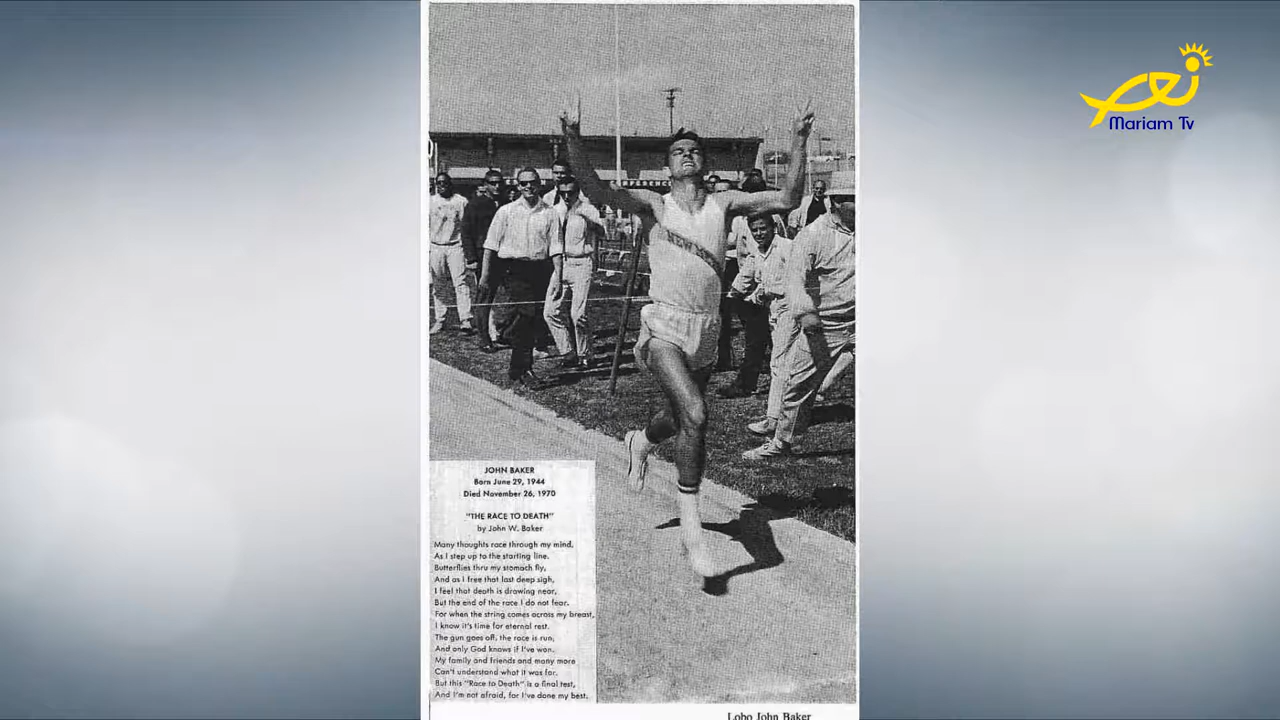 نعم
Mariam Tv
CONFERENCE
NEW
JOHN BAKER
Born June 29, 1944
Died November 26, 1970
"THE RACE TO DEATH"
by John W. Baker
Many thoughts race through my mind,
As I step up to the starting line.
Butterflies thru my stomach fly,
And as I free that last deep sigh,
I feel that death is drawing near,
But the end of the race I do not fear.
For when the string comes across my breast,
I know it's time for eternal rest.
The gun goes off, the race is run,
And only God knows if I've won.
My family and friends and many more
Can't understand what it was for.
But this "Race to Death" is a final test,
And I'm not afraid, for I've done my best.
Lobo John Baker